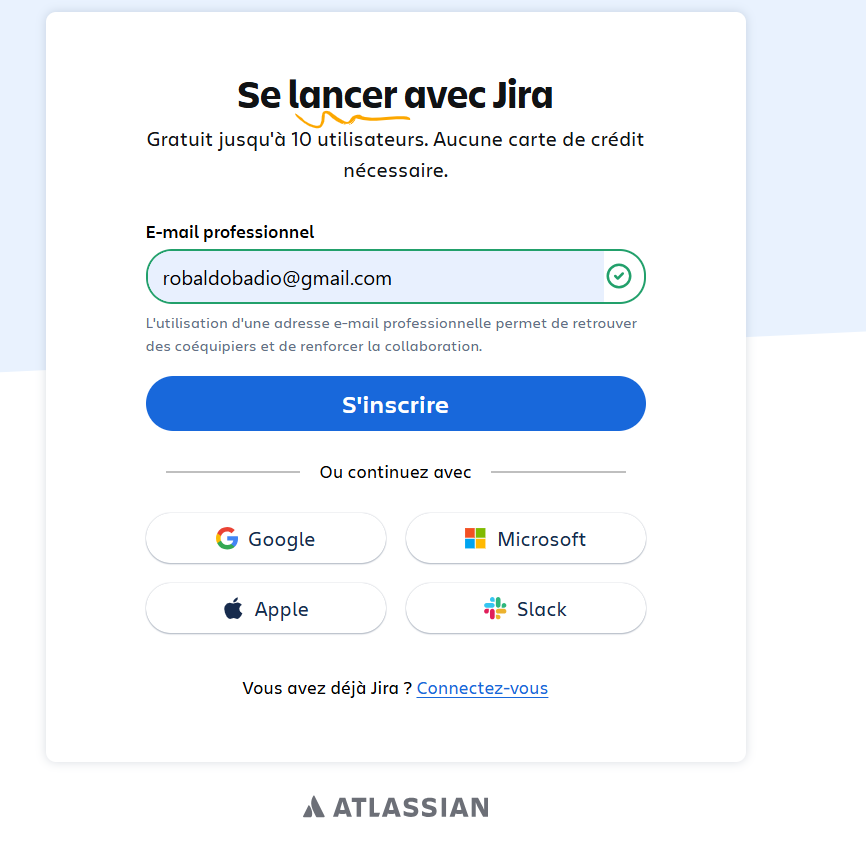 Se lancer avec Jira
Gratuit jusqu'à 10 utilisateurs. Aucune carte de crédit
nécessaire.
E-mail professionnel
robaldobadio@gmail.com
L'utilisation d'une adresse e-mail professionnelle permet de retrouver
des coéquipiers et de renforcer la collaboration.
S'inscrire
Ou continuez avec
Google
Microsoft
Apple
Slack
Vous avez déjà Jira ? Connectez-vous
ATLASSIAN